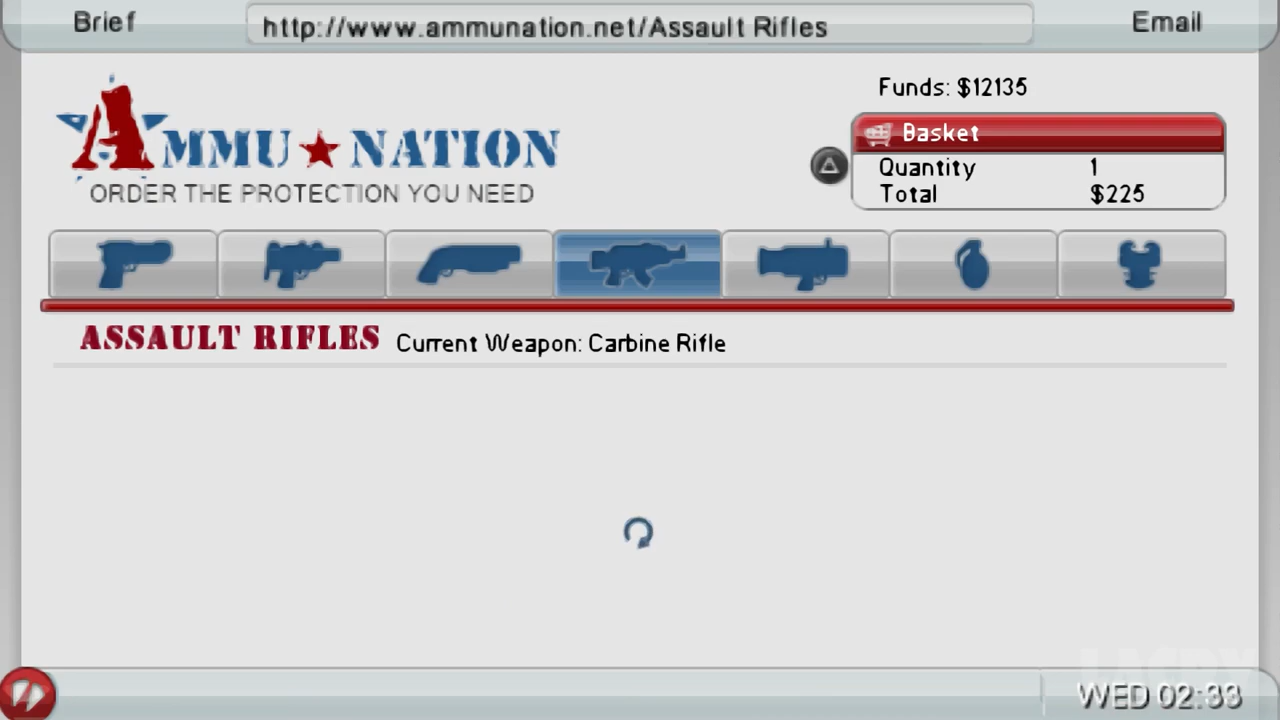 Brief
http://www.ammunation.net/Assault Rifles
Email
Funds: $12135
AMMU NATION
ORDER THE PROTECTION YOU NEED
Basket
Quantity 1
Total $225
ASSAULT RIFLES Current Weapon: Carbine Rifle
WED 02:33